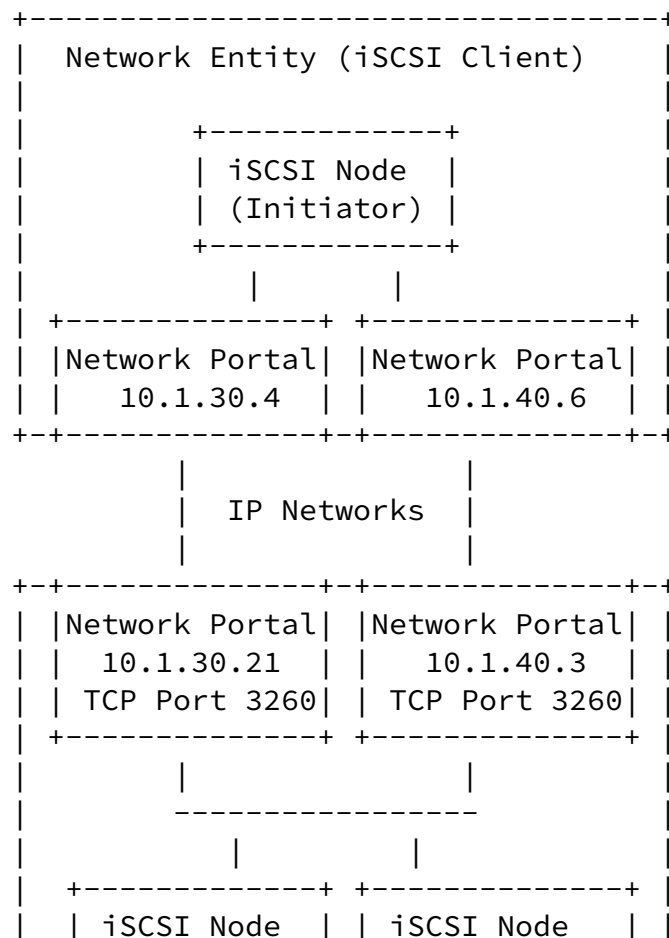 Network Entity (iSCSI Client)
iSCSI Node
(Initiator)
Network Portal Network Portal
10.1.30.4 10.1.40.6
IP Networks
Network Portal Network Portal
10.1.30.21 10.1.40.3
TCP Port 3260 TCP Port 3260
iSCSI Node iSCSI Node